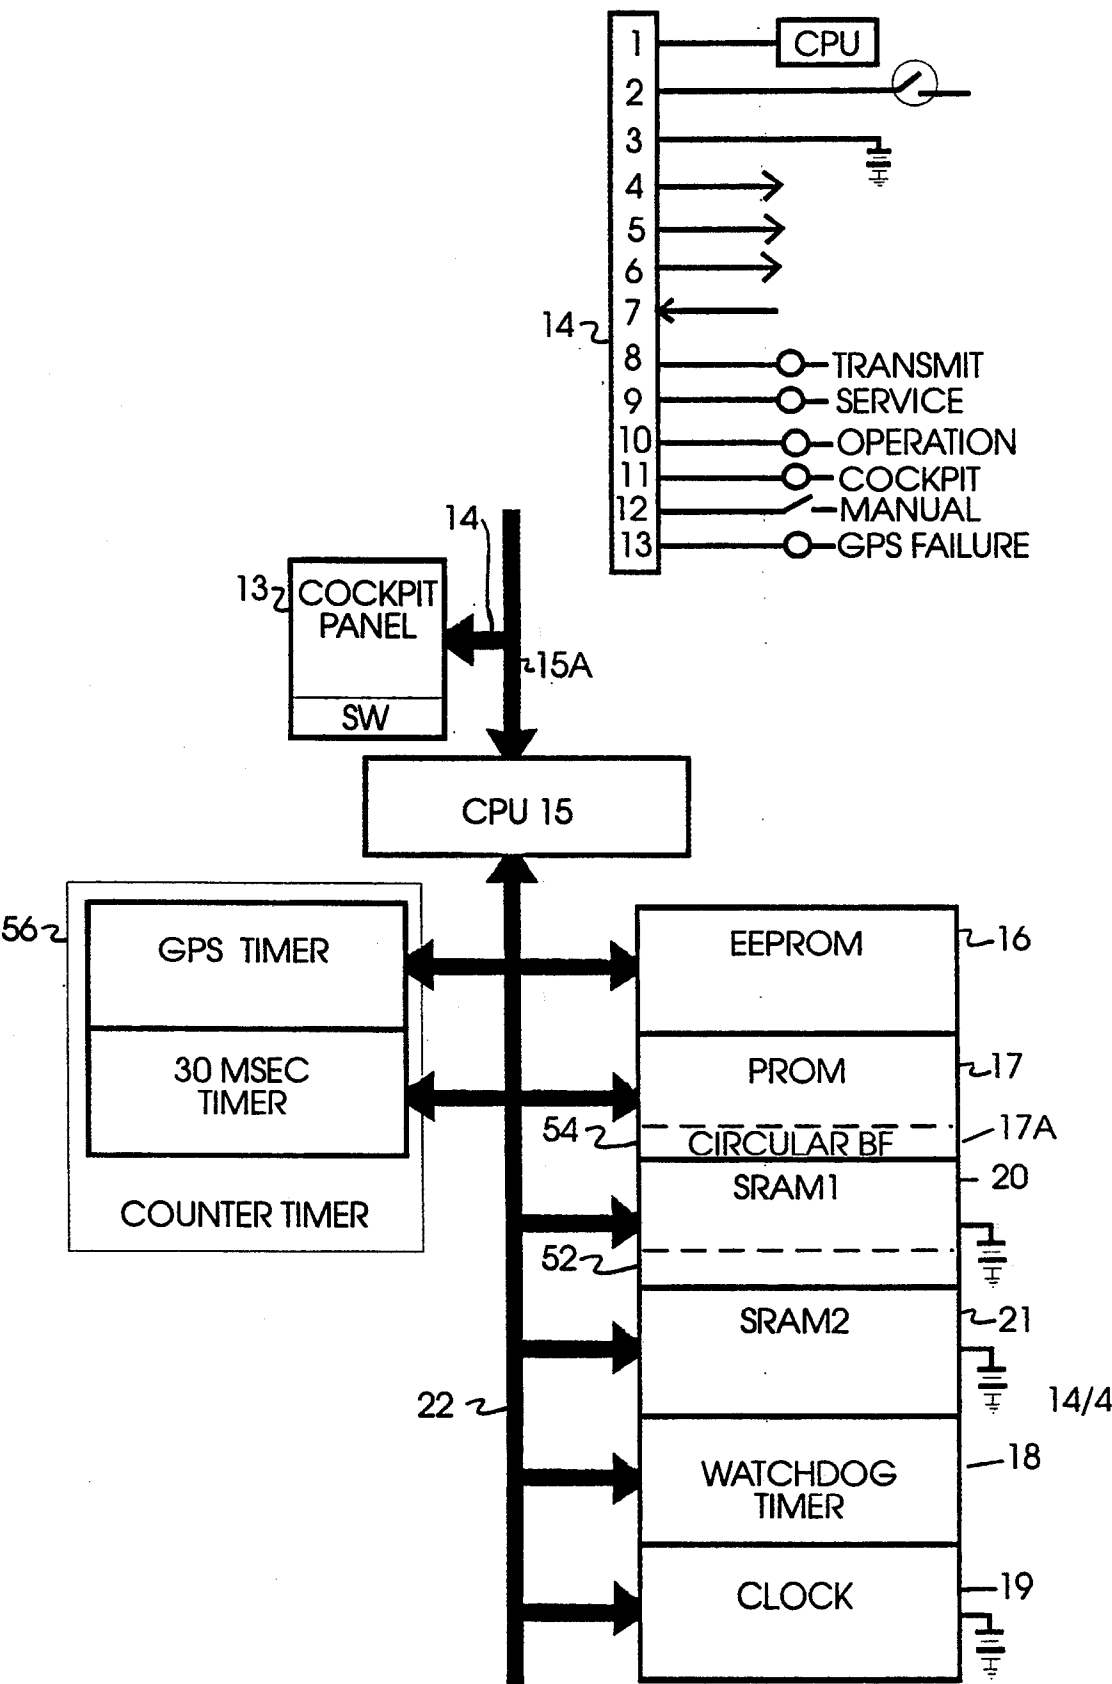 1 CPU
2
3
4
5
6
7
14
8 TRANSMIT
9 SERVICE
10 OPERATION
11 COCKPIT
12 MANUAL
13 GPS FAILURE
14
13
COCKPIT
PANEL
SW
15A
CPU 15
56
GPS TIMER
30 MSEC
TIMER
COUNTER TIMER
EEPROM
16
PROM
17
54
CIRCULAR BF
17A
SRAM1
20
52
SRAM2
21
22
14/4
WATCHDOG
TIMER
18
CLOCK
19